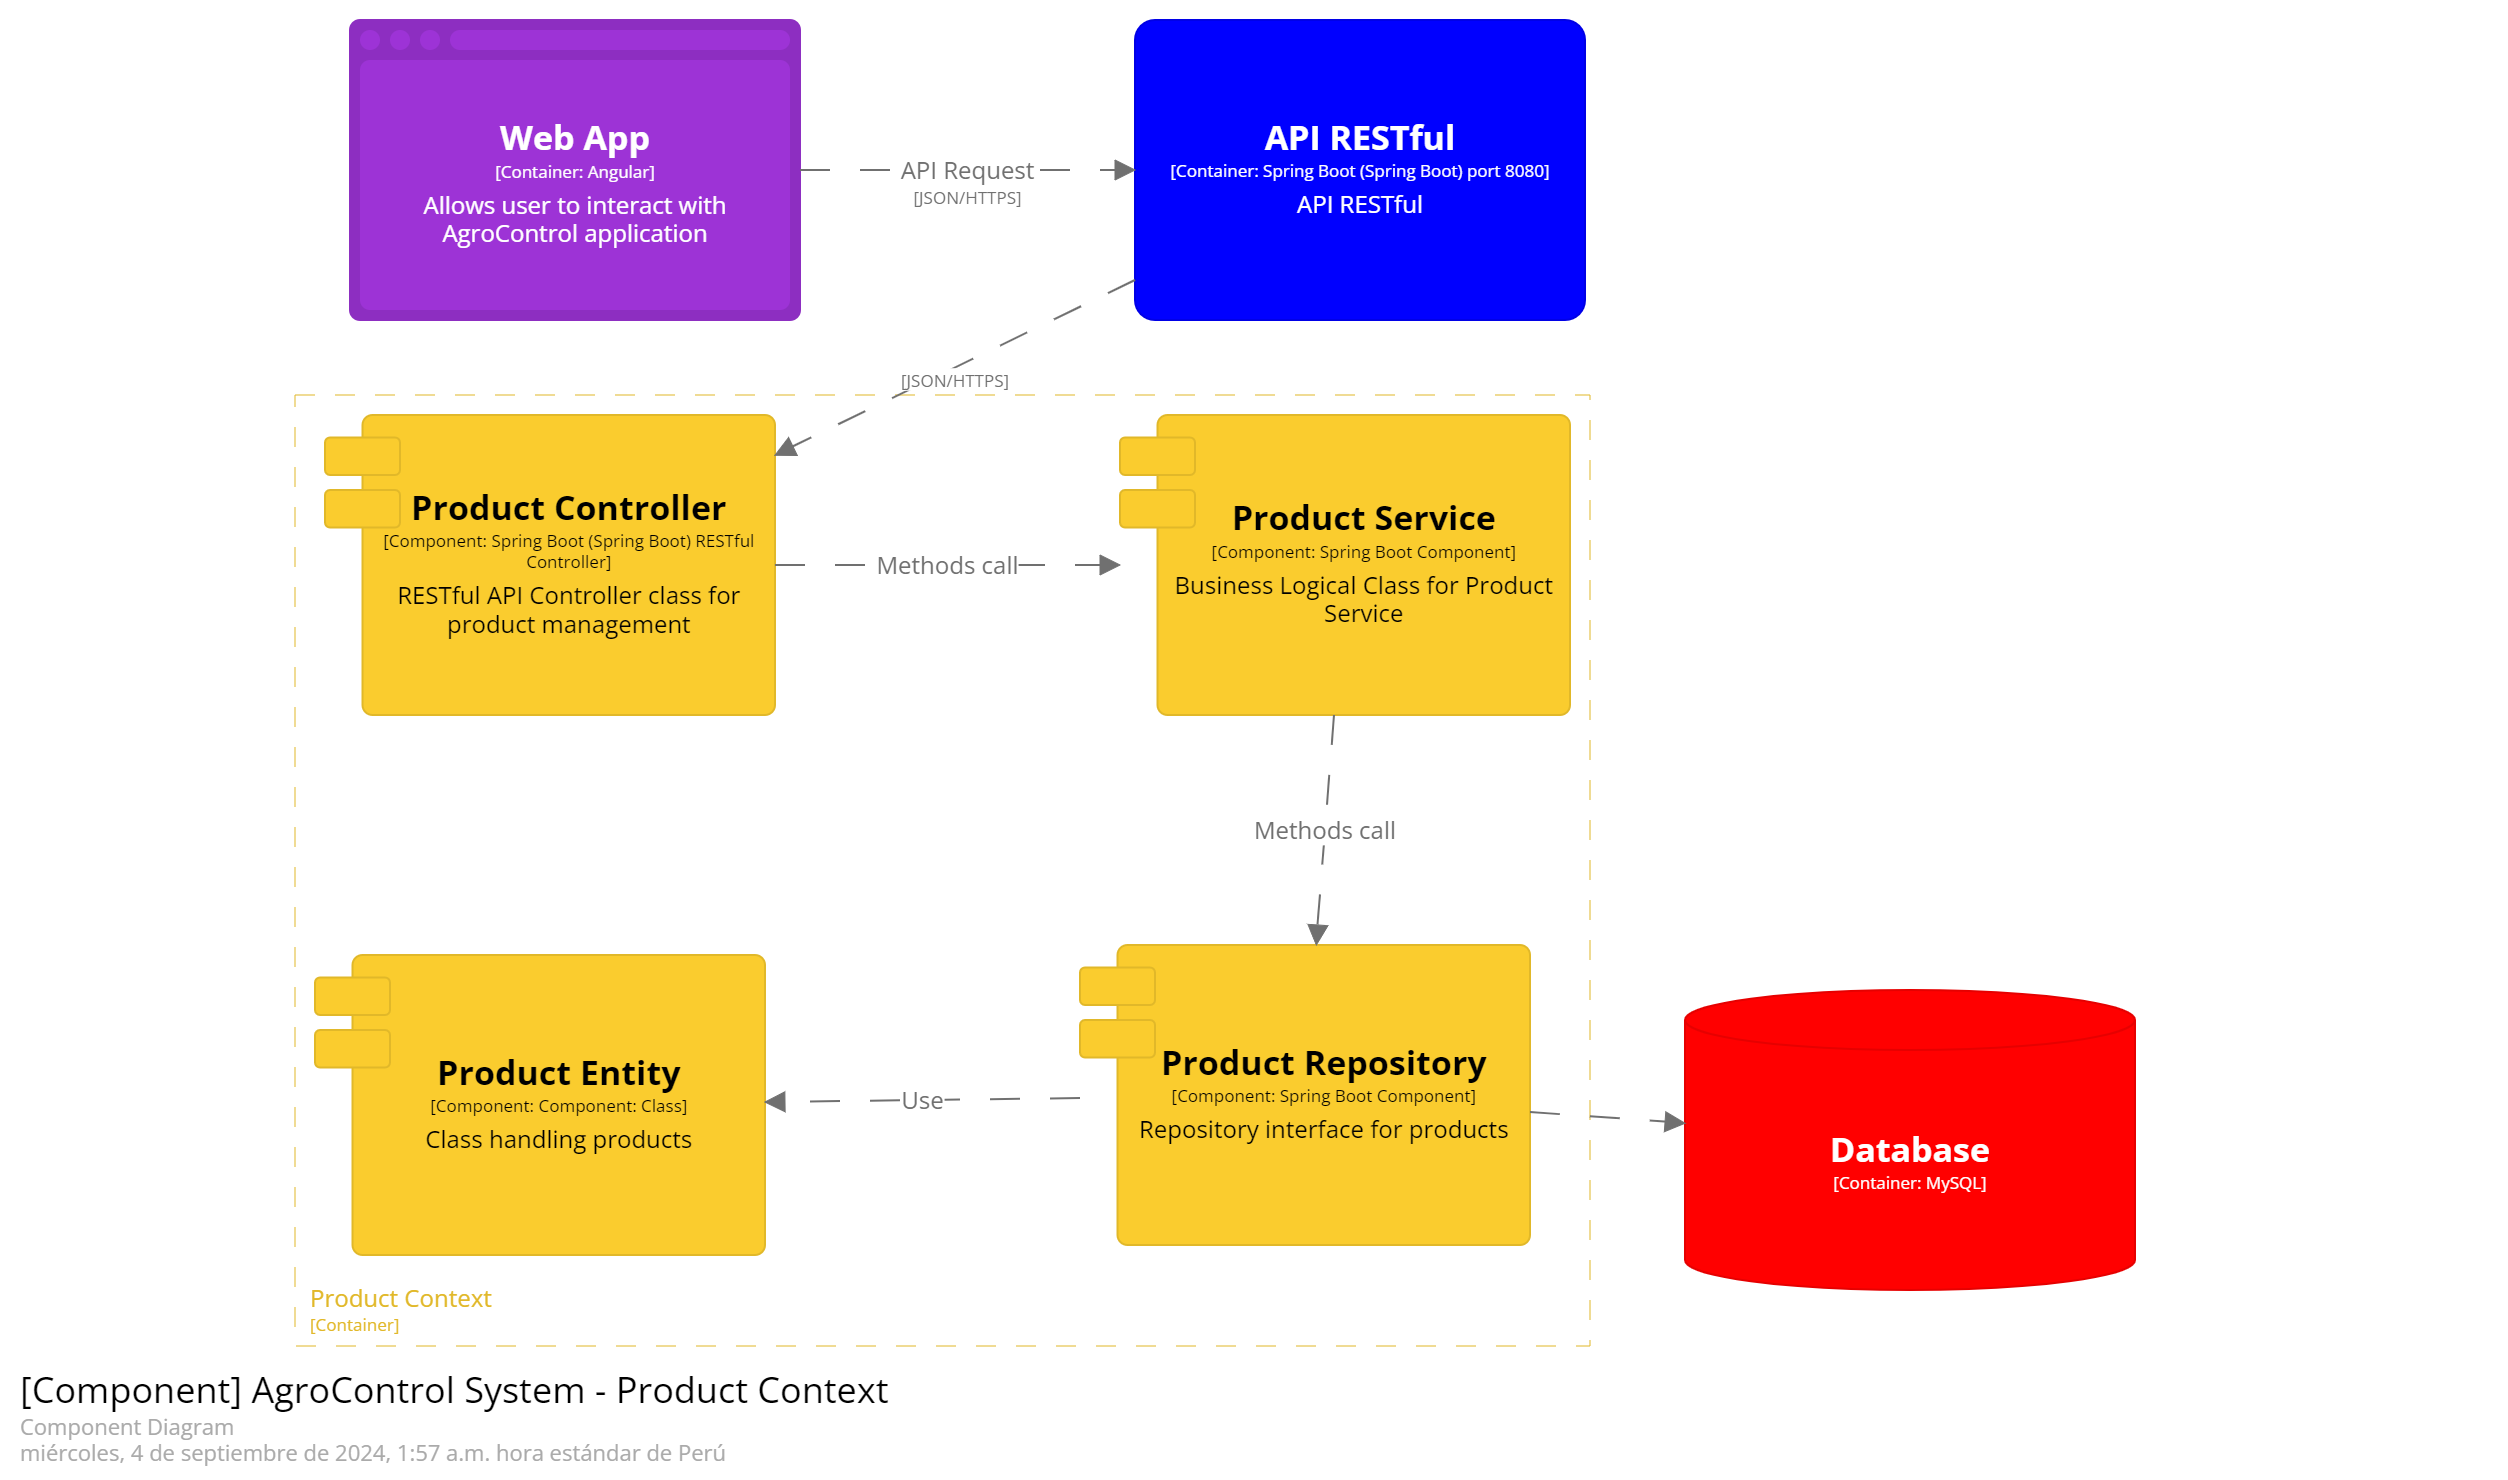 Web App
[Container: Angular]
Allows user to interact with
AgroControl application
API Request
[JSON/HTTPS]
API RESTful
[Container: Spring Boot (Spring Boot) port 8080]
API RESTful
[JSON/HTTPS]
Product Controller
[Component: Spring Boot (Spring Boot) RESTful
Controller]
RESTful API Controller class for
product management
Methods call
Product Service
[Component: Spring Boot Component]
Business Logical Class for Product
Service
Methods call
Product Entity
[Component: Component: Class]
Class handling products
Use
Product Repository
[Component: Spring Boot Component]
Repository interface for products
Database
[Container: MySQL]
Product Context
[Container]
[Component] AgroControl System - Product Context
Component Diagram
miércoles, 4 de septiembre de 2024, 1:57 a.m. hora estándar de Perú